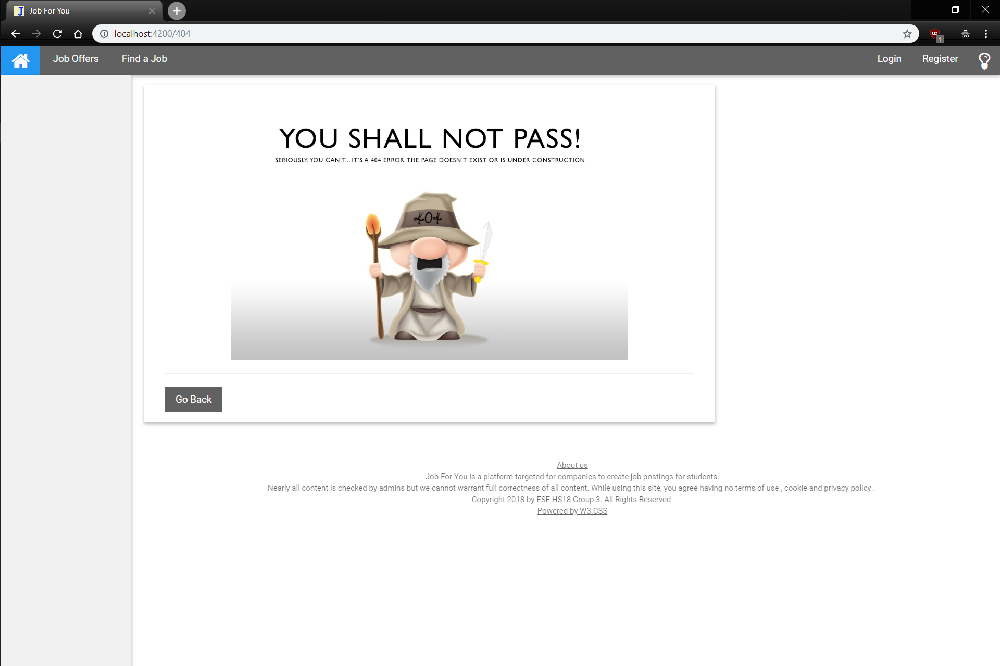 J Job For You
localhost:4200/404
1
Job Offers Find a Job Login Register
YOU SHALL NOT PASS!
SERIOUSLY, YOU CAN'T... IT'S A 404 ERROR. THE PAGE DOESN'T EXIST OR IS UNDER CONSTRUCTION
404
Go Back
About us
Job-For-You is a platform targeted for companies to create job postings for students.
Nearly all content is checked by admins but we cannot warrant full correctness of all content. While using this site, you agree having no terms of use , cookie and privacy policy .
Copyright 2018 by ESE HS18 Group 3. All Rights Reserved
Powered by W3.CSS